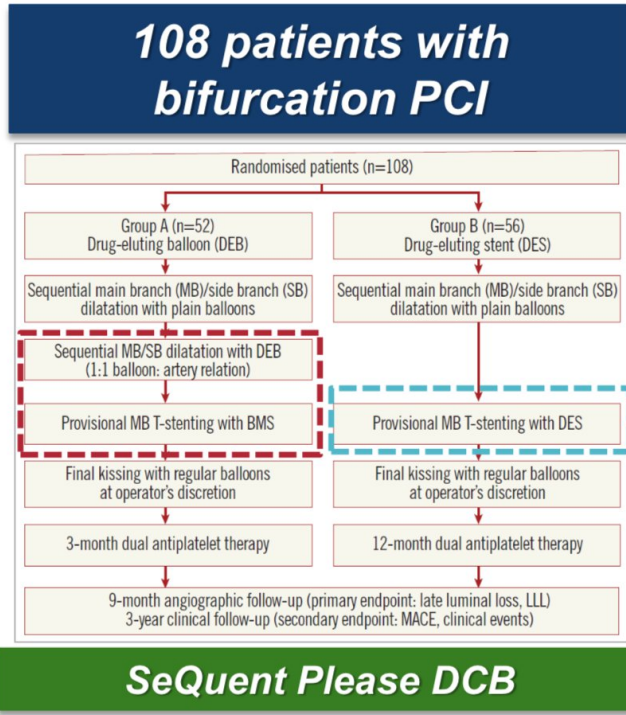 108 patients with
bifurcation PCI
Randomised patients (n=108)
Group A (n=52)
Drug-eluting balloon (DEB)
Group B (n=56)
Drug-eluting stent (DES)
Sequential main branch (MB)/side branch (SB)
dilatation with plain balloons
Sequential main branch (MB)/side branch (SB)
dilatation with plain balloons
Sequential MB/SB dilatation with DEB
(1:1 balloon: artery relation)
Provisional MB T-stenting with BMS
Provisional MB T-stenting with DES
Final kissing with regular balloons
at operator's discretion
Final kissing with regular balloons
at operator's discretion
3-month dual antiplatelet therapy
12-month dual antiplatelet therapy
9-month angiographic follow-up (primary endpoint: late luminal loss, LLL)
3-year clinical follow-up (secondary endpoint: MACE, clinical events)
SeQuent Please DCB